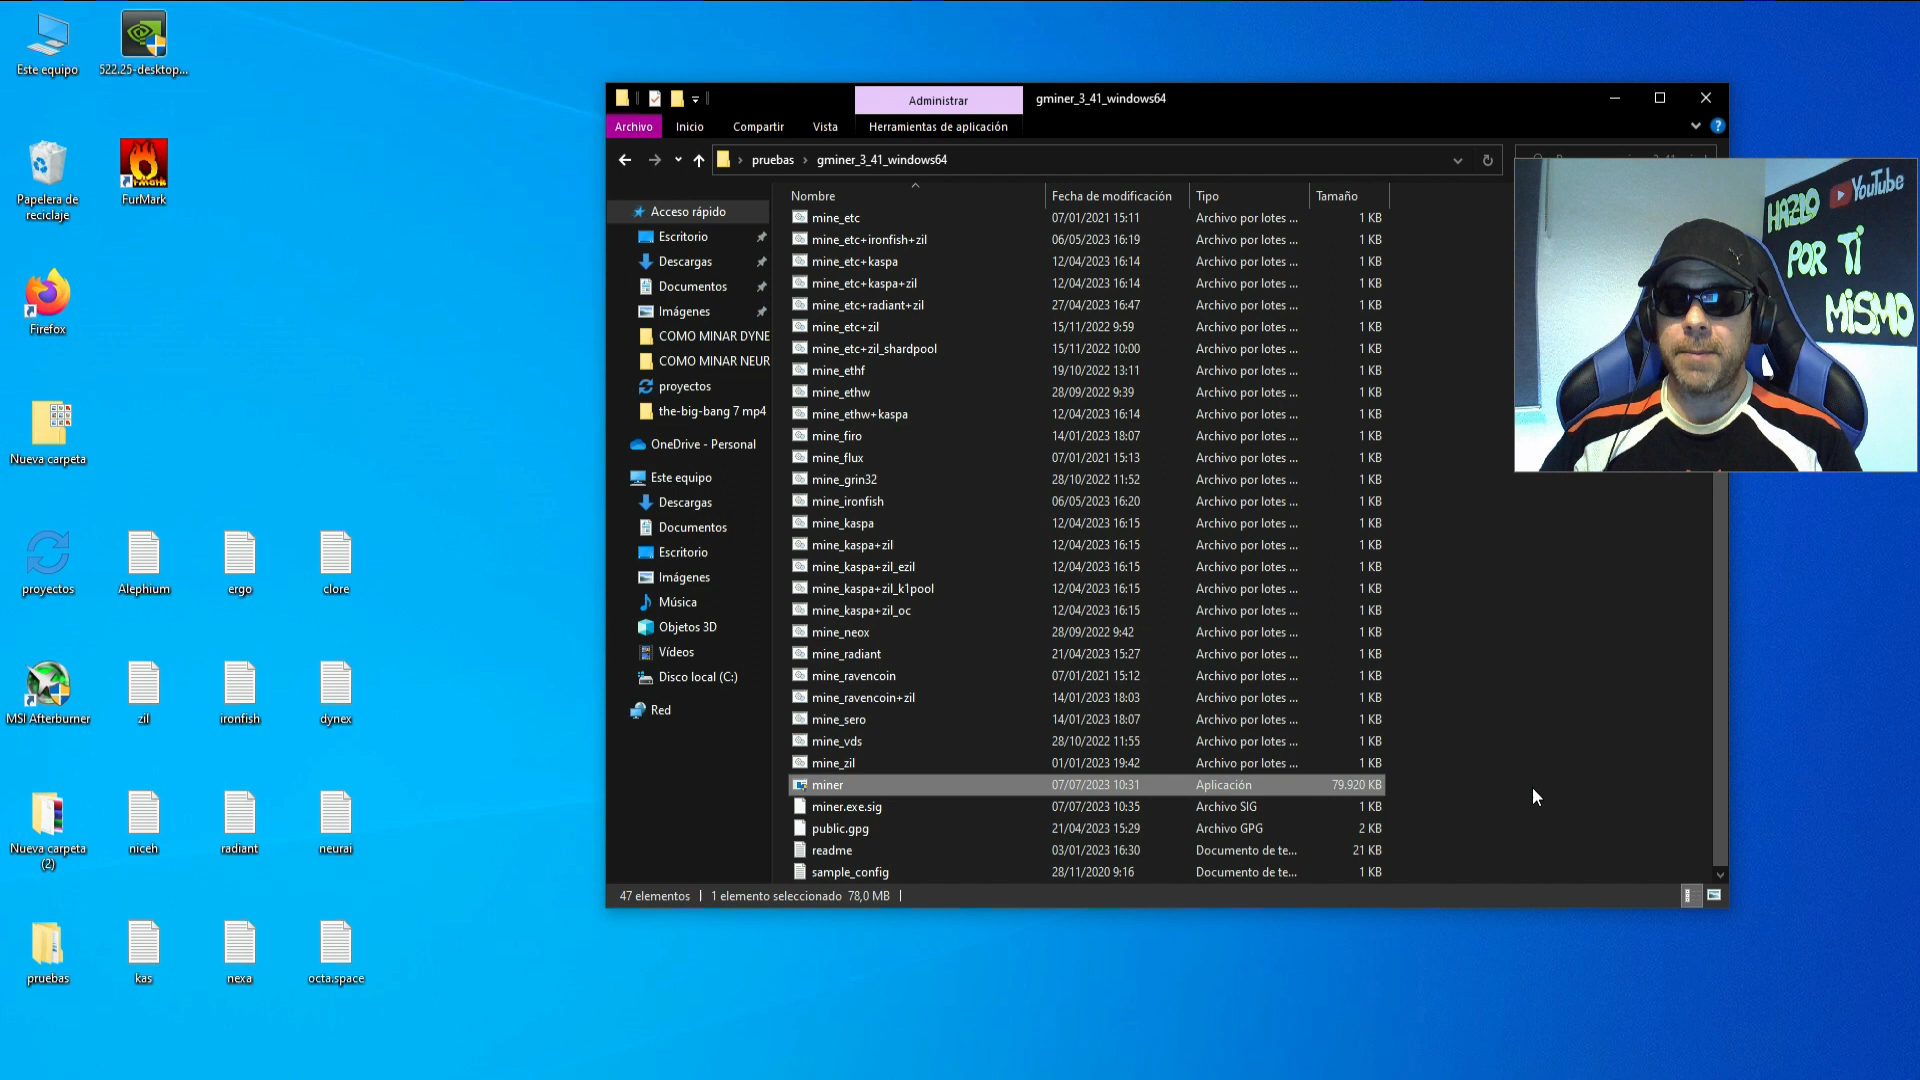 Este equipo
522.25-desktop...
Papelera de
reciclaje
FurMark
Firefox
Nueva carpeta
proyectos
Alephium
ergo
clore
MSI Afterburner
zil
ironfish
dynex
Nueva carpeta
(2)
niceh
radiant
neurai
pruebas
kas
nexa
octa.space
Administrar
gminer_3_41_windows64
Archivo
Inicio
Compartir
Vista
Herramientas de aplicación
pruebas
gminer_3_41_windows64
Acceso rápido
Escritorio
Descargas
Documentos
Imágenes
COMO MINAR DYNE
COMO MINAR NEUR
proyectos
the-big-bang 7 mp4
OneDrive - Personal
Este equipo
Descargas
Documentos
Escritorio
Imágenes
Música
Objetos 3D
Vídeos
Disco local (C:)
Red
Nombre Fecha de modificación Tipo Tamaño
mine_etc 07/01/2021 15:11 Archivo por lotes ... 1 KB
mine_etc+ironfish+zil 06/05/2023 16:19 Archivo por lotes ... 1 KB
mine_etc+kaspa 12/04/2023 16:14 Archivo por lotes ... 1 KB
mine_etc+kaspa+zil 12/04/2023 16:14 Archivo por lotes ... 1 KB
mine_etc+radiant+zil 27/04/2023 16:47 Archivo por lotes ... 1 KB
mine_etc+zil 15/11/2022 9:59 Archivo por lotes ... 1 KB
mine_etc+zil_shardpool 15/11/2022 10:00 Archivo por lotes ... 1 KB
mine_ethf 19/10/2022 13:11 Archivo por lotes ... 1 KB
mine_ethw 28/09/2022 9:39 Archivo por lotes ... 1 KB
mine_ethw+kaspa 12/04/2023 16:14 Archivo por lotes ... 1 KB
mine_firo 14/01/2023 18:07 Archivo por lotes ... 1 KB
mine_flux 07/01/2021 15:13 Archivo por lotes ... 1 KB
mine_grin32 28/10/2022 11:52 Archivo por lotes ... 1 KB
mine_ironfish 06/05/2023 16:20 Archivo por lotes ... 1 KB
mine_kaspa 12/04/2023 16:15 Archivo por lotes ... 1 KB
mine_kaspa+zil 12/04/2023 16:15 Archivo por lotes ... 1 KB
mine_kaspa+zil_ezil 12/04/2023 16:15 Archivo por lotes ... 1 KB
mine_kaspa+zil_k1pool 12/04/2023 16:15 Archivo por lotes ... 1 KB
mine_kaspa+zil_oc 12/04/2023 16:15 Archivo por lotes ... 1 KB
mine_neox 28/09/2022 9:42 Archivo por lotes ... 1 KB
mine_radiant 21/04/2023 15:27 Archivo por lotes ... 1 KB
mine_ravencoin 07/01/2021 15:12 Archivo por lotes ... 1 KB
mine_ravencoin+zil 14/01/2023 18:03 Archivo por lotes ... 1 KB
mine_sero 14/01/2023 18:07 Archivo por lotes ... 1 KB
mine_vds 28/10/2022 11:55 Archivo por lotes ... 1 KB
mine_zil 01/01/2023 19:42 Archivo por lotes ... 1 KB
miner 07/07/2023 10:31 Aplicación 79.920 KB
miner.exe.sig 07/07/2023 10:35 Archivo SIG 1 KB
public.gpg 21/04/2023 15:29 Archivo GPG 2 KB
readme 03/01/2023 16:30 Documento de te... 21 KB
sample_config 28/11/2020 9:16 Documento de te... 1 KB
47 elementos 1 elemento seleccionado 78,0 MB
YouTube
HAZLO
POR TI
MiSMO